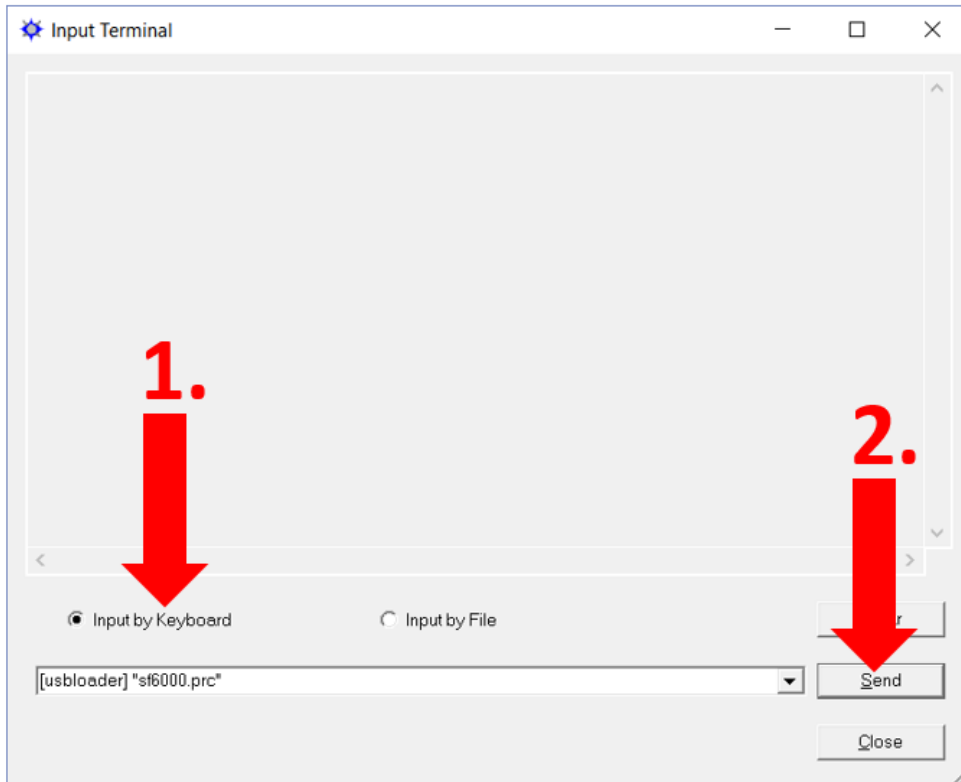 Input Terminal
1.
2.
Input by Keyboard
Input by File
[usbloader] "sf6000.prc"
Send
Close